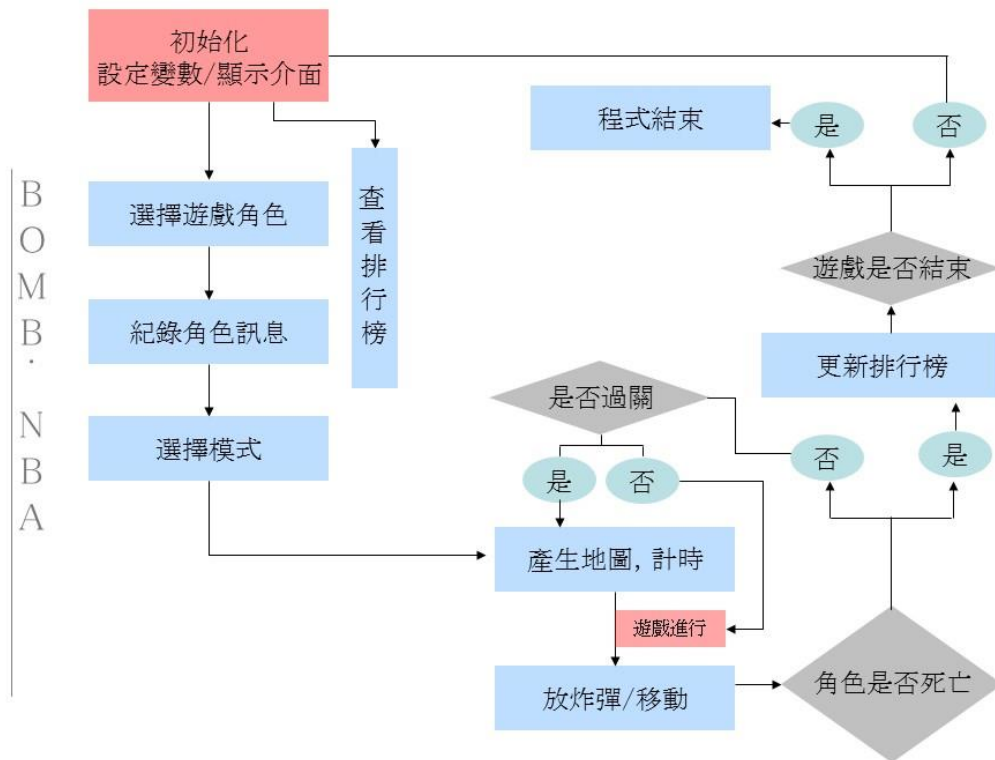 初始化
設定變數/顯示介面
程式結束
是
否
查看排行榜
BOMB. NBA
選擇遊戲角色
遊戲是否結束
紀錄角色訊息
更新排行榜
是否過關
選擇模式
否
是
是
否
產生地圖, 計時
遊戲進行
放炸彈/移動
角色是否死亡